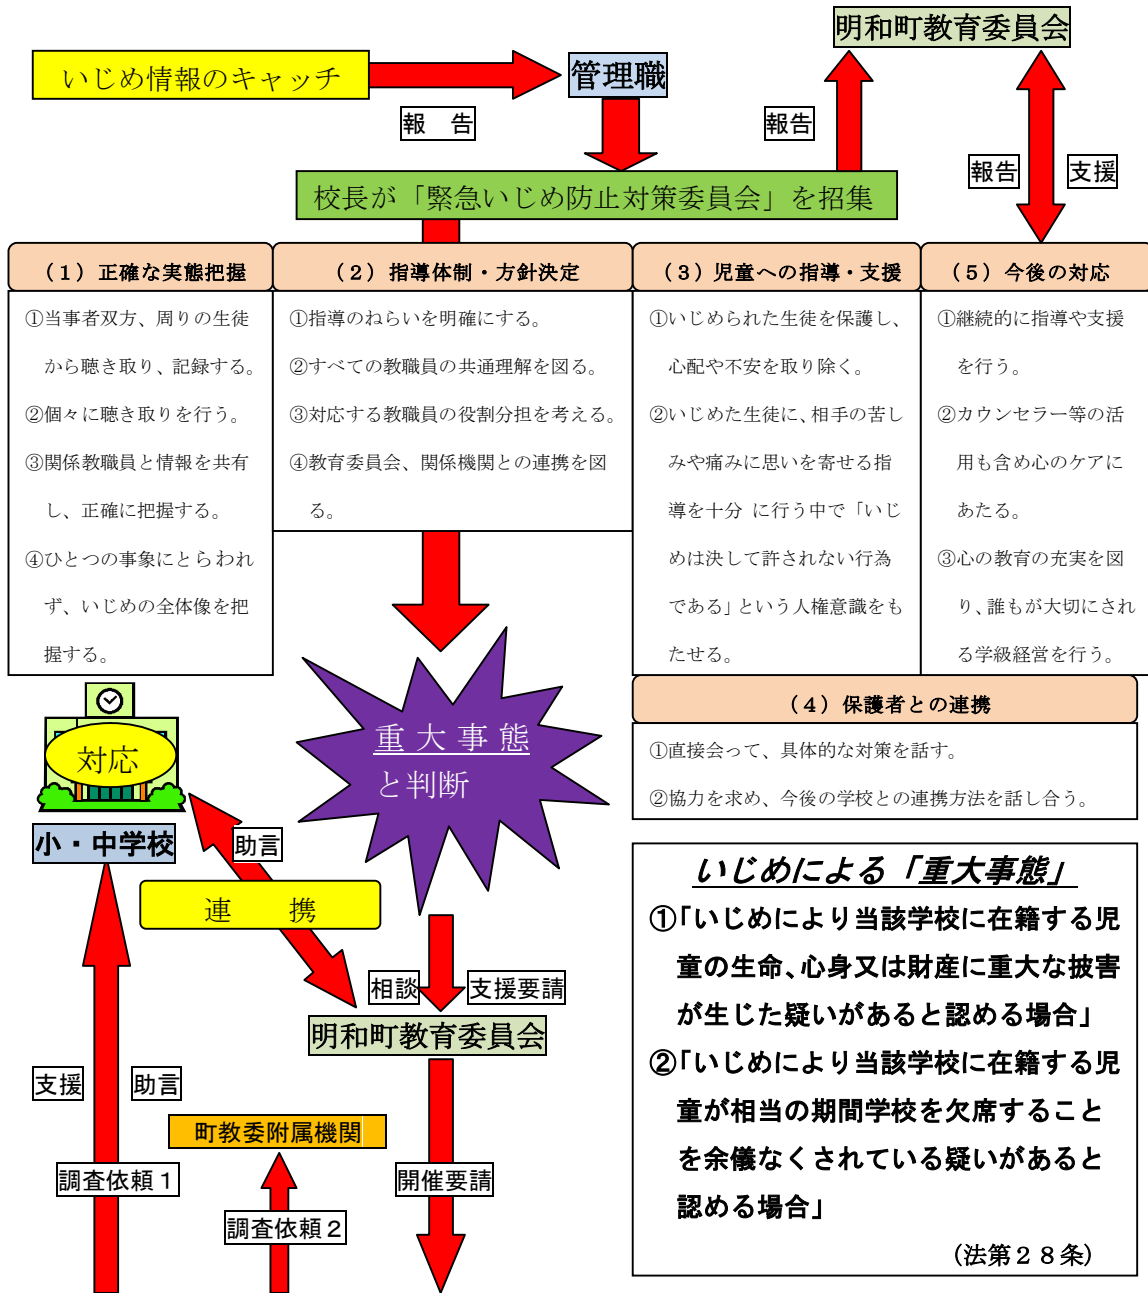 明和町教育委員会
いじめ情報のキャッチ
管理職
報　告
報告
報告
支援
校長が「緊急いじめ防止対策委員会」を招集
（１）正確な実態把握
①当事者双方、周りの生徒
から聴き取り、記録する。
②個々に聴き取りを行う。
③関係教職員と情報を共有
し、正確に把握する。
④ひとつの事象にとらわれ
ず、いじめの全体像を把
握する。
（２）指導体制・方針決定
①指導のねらいを明確にする。
②すべての教職員の共通理解を図る。
③対応する教職員の役割分担を考える。
④教育委員会、関係機関との連携を図
る。
（３）児童への指導・支援
①いじめられた生徒を保護し、
心配や不安を取り除く。
②いじめた生徒に、相手の苦し
みや痛みに思いを寄せる指
導を十分 に行う中で「いじ
めは決して許されない行為
である」という人権意識をも
たせる。
（５）今後の対応
①継続的に指導や支援
を行う。
②カウンセラー等の活
用も含め心のケアに
あたる。
③心の教育の充実を図
り、誰もが大切にされ
る学級経営を行う。
（４）保護者との連携
①直接会って、具体的な対策を話す。
②協力を求め、今後の学校との連携方法を話し合う。
重大事態
と判断
対応
小・中学校
助言
連　携
相談
支援要請
明和町教育委員会
支援
助言
町教委附属機関
調査依頼１
調査依頼２
開催要請
いじめによる「重大事態」
①「いじめにより当該学校に在籍する児
童の生命、心身又は財産に重大な被害
が生じた疑いがあると認める場合」
②「いじめにより当該学校に在籍する児
童が相当の期間学校を欠席すること
を余儀なくされている疑いがあると
認める場合」
（法第２８条）